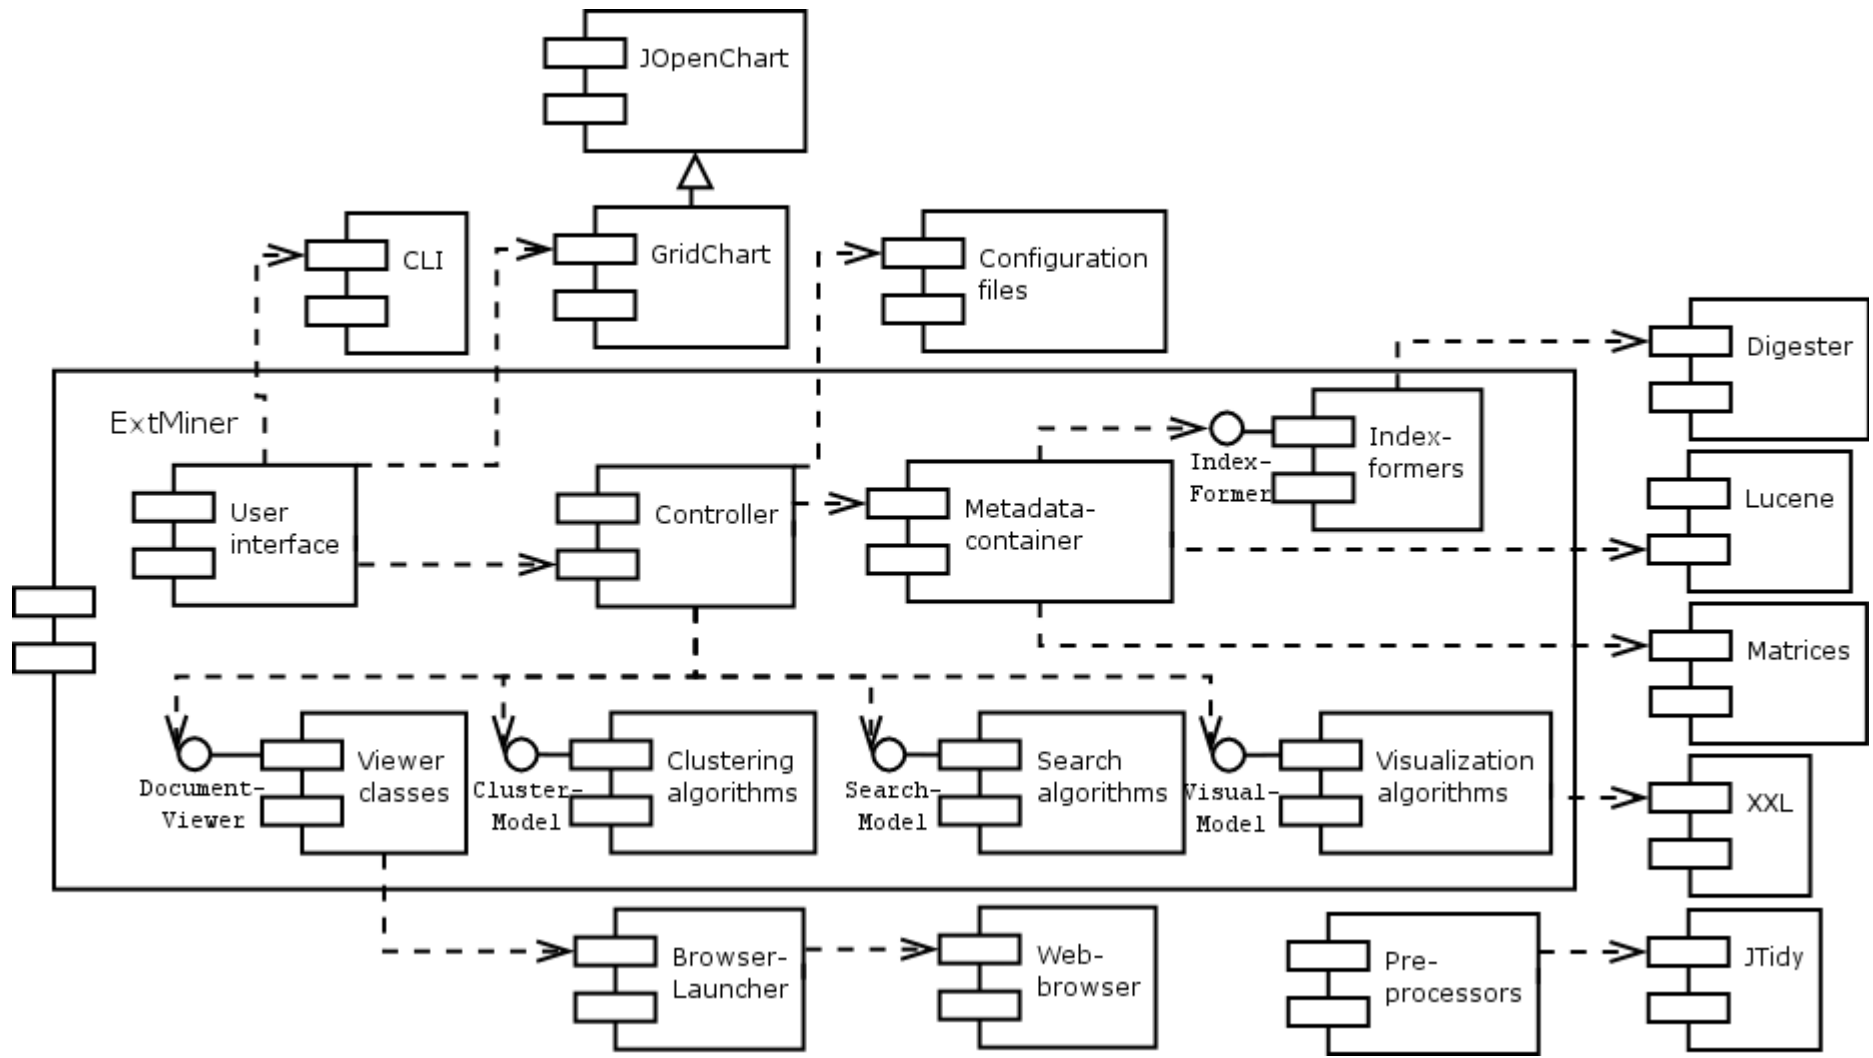 JOpenChart
CLI
GridChart
Configuration
files
Digester
ExtMiner
Index-
formers
Index-
Former
User
interface
Controller
Metadata-
container
Lucene
Matrices
Viewer
classes
Document-
Viewer
Clustering
algorithms
Cluster-
Model
Search
algorithms
Search-
Model
Visualization
algorithms
Visual-
Model
XXL
Browser-
Launcher
Web-
browser
Pre-
processors
JTidy